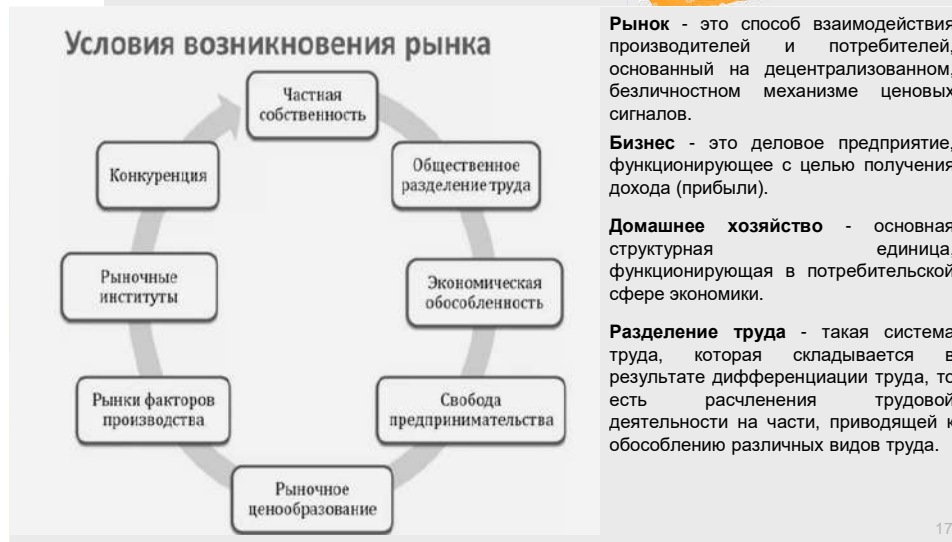 Условия возникновения рынка
Частная
собственность
Общественное
разделение труда
Экономическая
обособленность
Свобода
предпринимательства
Рыночное
ценообразование
Рынки факторов
производства
Рыночные
институты
Конкуренция
Рынок - это способ взаимодействия
производителей и потребителей,
основанный на децентрализованном,
безличностном механизме ценовых
сигналов.
Бизнес - это деловое предприятие,
функционирующее с целью получения
дохода (прибыли).
Домашнее хозяйство - основная
структурная единица,
функционирующая в потребительской
сфере экономики.
Разделение труда - такая система
труда, которая складывается в
результате дифференциации труда, то
есть расчленения трудовой
деятельности на части, приводящей к
обособлению различных видов труда.
17